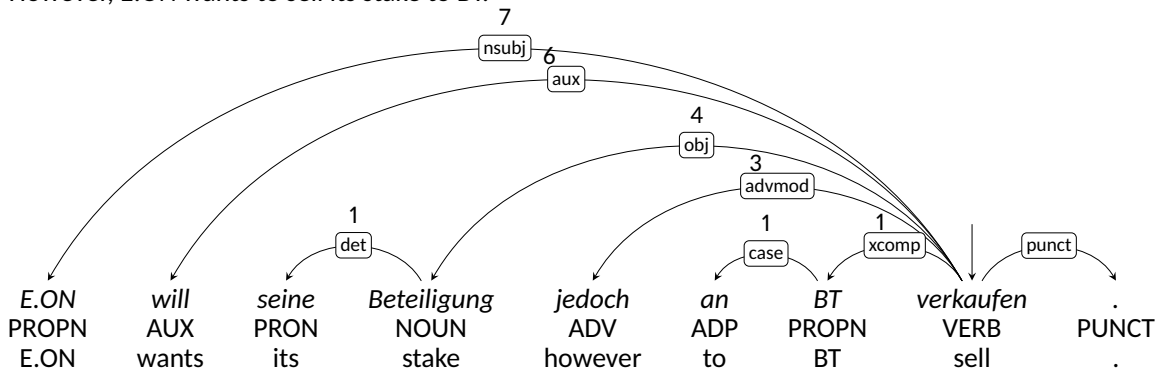 However, E.ON wants to sell its stake to BT.
7
nsubj
6
aux
4
obj
3
advmod
1
det
1
case
1
xcomp
punct
E.ON will seine Beteiligung jedoch an BT verkaufen .
PROPN AUX PRON NOUN ADV ADP PROPN VERB PUNCT
E.ON wants its stake however to BT sell .